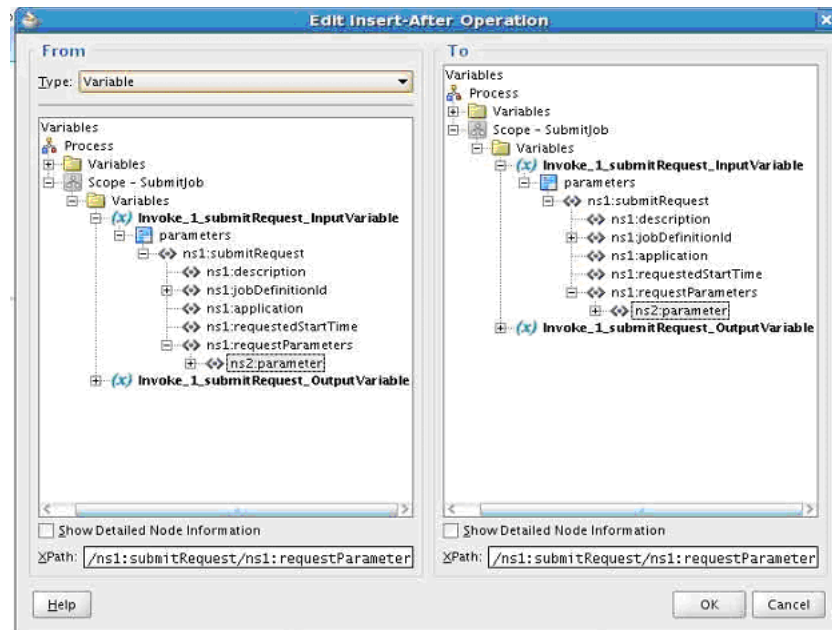 Edit Insert-After Operation
From
Type: Variable
Variables
Process
Variables
Scope - SubmitJob
Variables
(x) Invoke_1_submitRequest_InputVariable
parameters
ns1:submitRequest
ns1:description
ns1:jobDefinitionId
ns1:application
ns1:requestedStartTime
ns1:requestParameters
ns2:parameter
(x) Invoke_1_submitRequest_OutputVariable
Show Detailed Node Information
XPath: /ns1:submitRequest/ns1:requestParameter
To
Variables
Process
Variables
Scope - SubmitJob
Variables
(x) Invoke_1_submitRequest_InputVariable
parameters
ns1:submitRequest
ns1:description
ns1:jobDefinitionId
ns1:application
ns1:requestedStartTime
ns1:requestParameters
ns2:parameter
(x) Invoke_1_submitRequest_OutputVariable
Show Detailed Node Information
XPath: /ns1:submitRequest/ns1:requestParameter
Help
OK
Cancel